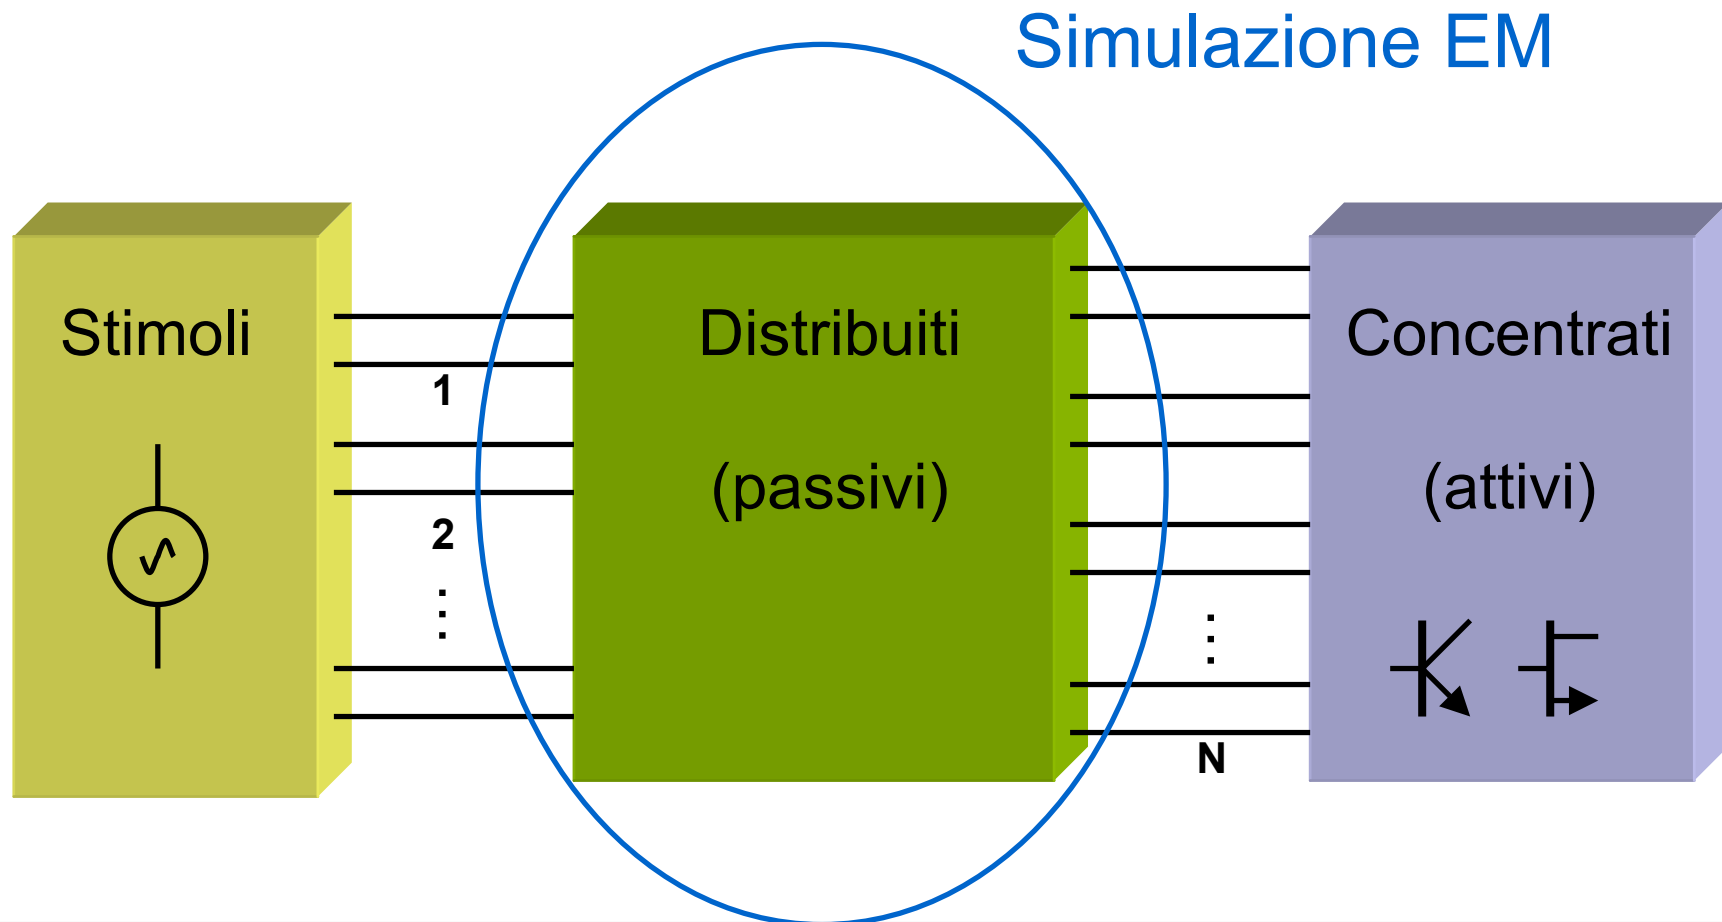 Simulazione EM
Stimoli
Distribuiti
(passivi)
Concentrati
(attivi)
1
2
⋮
⋮
N